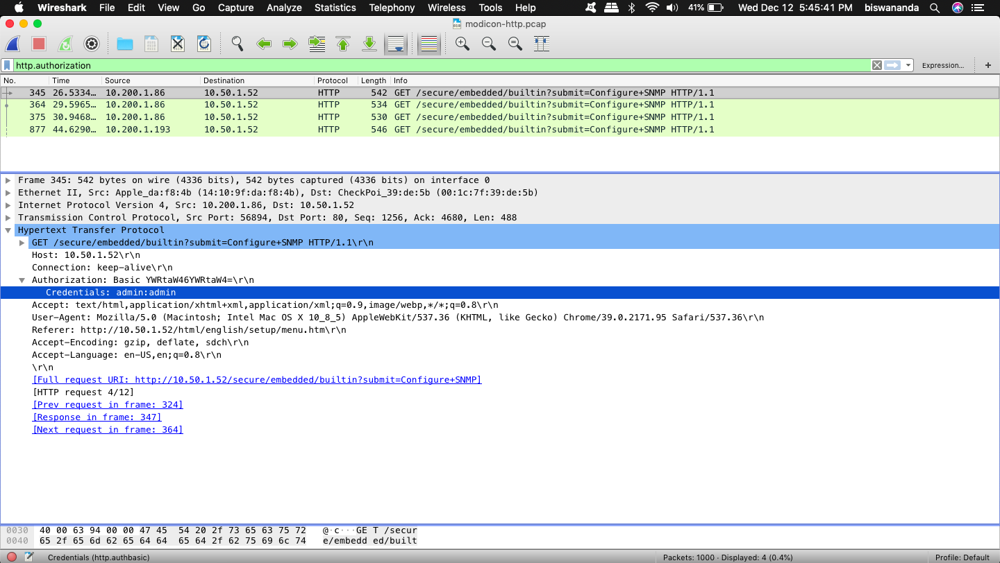 Wireshark File Edit View Go Capture Analyze Statistics Telephony Wireless Tools Help 41% Wed Dec 12 5:45:41 PM biswananda
modicon-http.pcap
http.authorization Expression... +
No. Time Source Destination Protocol Length Info
345 26.5334… 10.200.1.86 10.50.1.52 HTTP 542 GET /secure/embedded/builtin?submit=Configure+SNMP HTTP/1.1
364 29.5965… 10.200.1.86 10.50.1.52 HTTP 534 GET /secure/embedded/builtin?submit=Configure+SNMP HTTP/1.1
375 30.9468… 10.200.1.86 10.50.1.52 HTTP 530 GET /secure/embedded/builtin?submit=Configure+SNMP HTTP/1.1
877 44.6290… 10.200.1.193 10.50.1.52 HTTP 546 GET /secure/embedded/builtin?submit=Configure+SNMP HTTP/1.1
Frame 345: 542 bytes on wire (4336 bits), 542 bytes captured (4336 bits) on interface 0
Ethernet II, Src: Apple_da:f8:4b (14:10:9f:da:f8:4b), Dst: CheckPoi_39:de:5b (00:1c:7f:39:de:5b)
Internet Protocol Version 4, Src: 10.200.1.86, Dst: 10.50.1.52
Transmission Control Protocol, Src Port: 56894, Dst Port: 80, Seq: 1256, Ack: 4680, Len: 488
Hypertext Transfer Protocol
GET /secure/embedded/builtin?submit=Configure+SNMP HTTP/1.1\r\n
Host: 10.50.1.52\r\n
Connection: keep-alive\r\n
Authorization: Basic YWRtaW46YWRtaW4=\r\n
Credentials: admin:admin
Accept: text/html,application/xhtml+xml,application/xml;q=0.9,image/webp,*/*;q=0.8\r\n
User-Agent: Mozilla/5.0 (Macintosh; Intel Mac OS X 10_8_5) AppleWebKit/537.36 (KHTML, like Gecko) Chrome/39.0.2171.95 Safari/537.36\r\n
Referer: http://10.50.1.52/html/english/setup/menu.htm\r\n
Accept-Encoding: gzip, deflate, sdch\r\n
Accept-Language: en-US,en;q=0.8\r\n
\r\n
[Full request URI: http://10.50.1.52/secure/embedded/builtin?submit=Configure+SNMP]
[HTTP request 4/12]
[Prev request in frame: 324]
[Response in frame: 347]
[Next request in frame: 364]
0030 40 00 63 94 00 00 47 45 54 20 2f 73 65 63 75 72 @·c···GE T /secur
0040 65 2f 65 6d 62 65 64 64 65 64 2f 62 75 69 6c 74 e/embedd ed/built
Credentials (http.authbasic) Packets: 1000 · Displayed: 4 (0.4%) Profile: Default